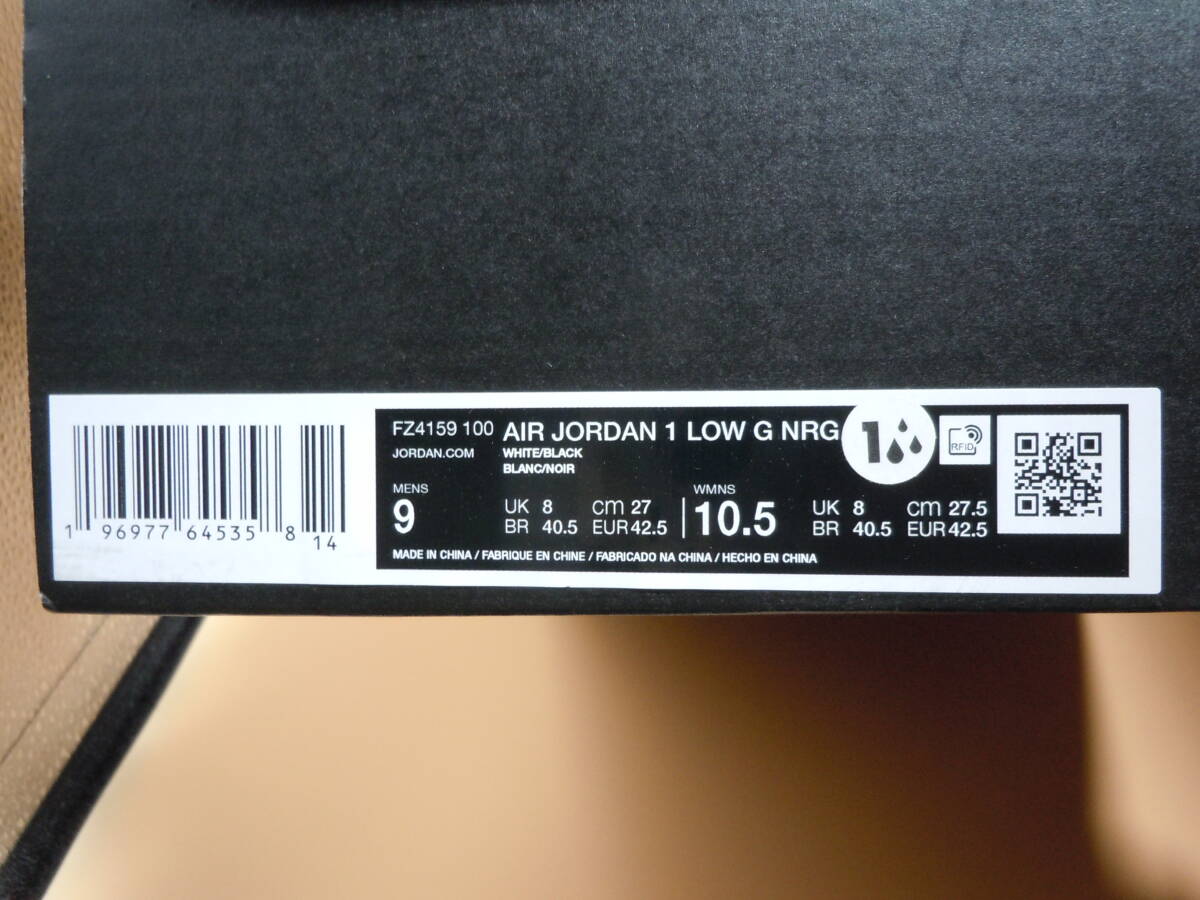 FZ4159 100 AIR JORDAN 1 LOW G NRG
JORDAN.COM WHITE/BLACK
BLANC/NOIR
1
RFID
MENS
9
UK 8 cm 27
BR 40.5 EUR 42.5
WMNS
10.5
UK 8 cm 27.5
BR 40.5 EUR 42.5
MADE IN CHINA / FABRIQUE EN CHINE / FABRICADO NA CHINA / HECHO EN CHINA
1 96977 64535 8 14